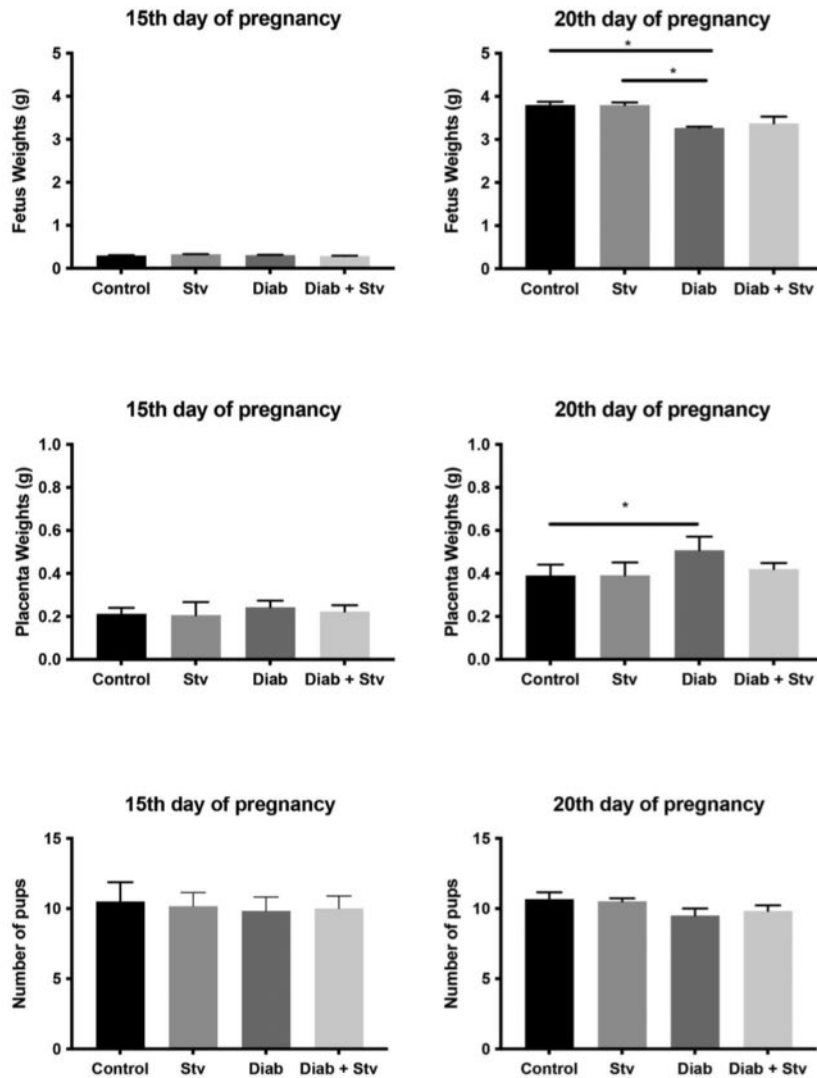 15th day of pregnancy
Fetus Weights (g)
5
4
3
2
1
0
Control Stv Diab Diab + Stv
20th day of pregnancy
Fetus Weights (g)
5
4
3
2
1
0
*
*
Control Stv Diab Diab + Stv
15th day of pregnancy
Placenta Weights (g)
1.0
0.8
0.6
0.4
0.2
0.0
Control Stv Diab Diab + Stv
20th day of pregnancy
Placenta Weights (g)
1.0
0.8
0.6
0.4
0.2
0.0
*
Control Stv Diab Diab + Stv
15th day of pregnancy
Number of pups
15
10
5
0
Control Stv Diab Diab + Stv
20th day of pregnancy
Number of pups
15
10
5
0
Control Stv Diab Diab + Stv